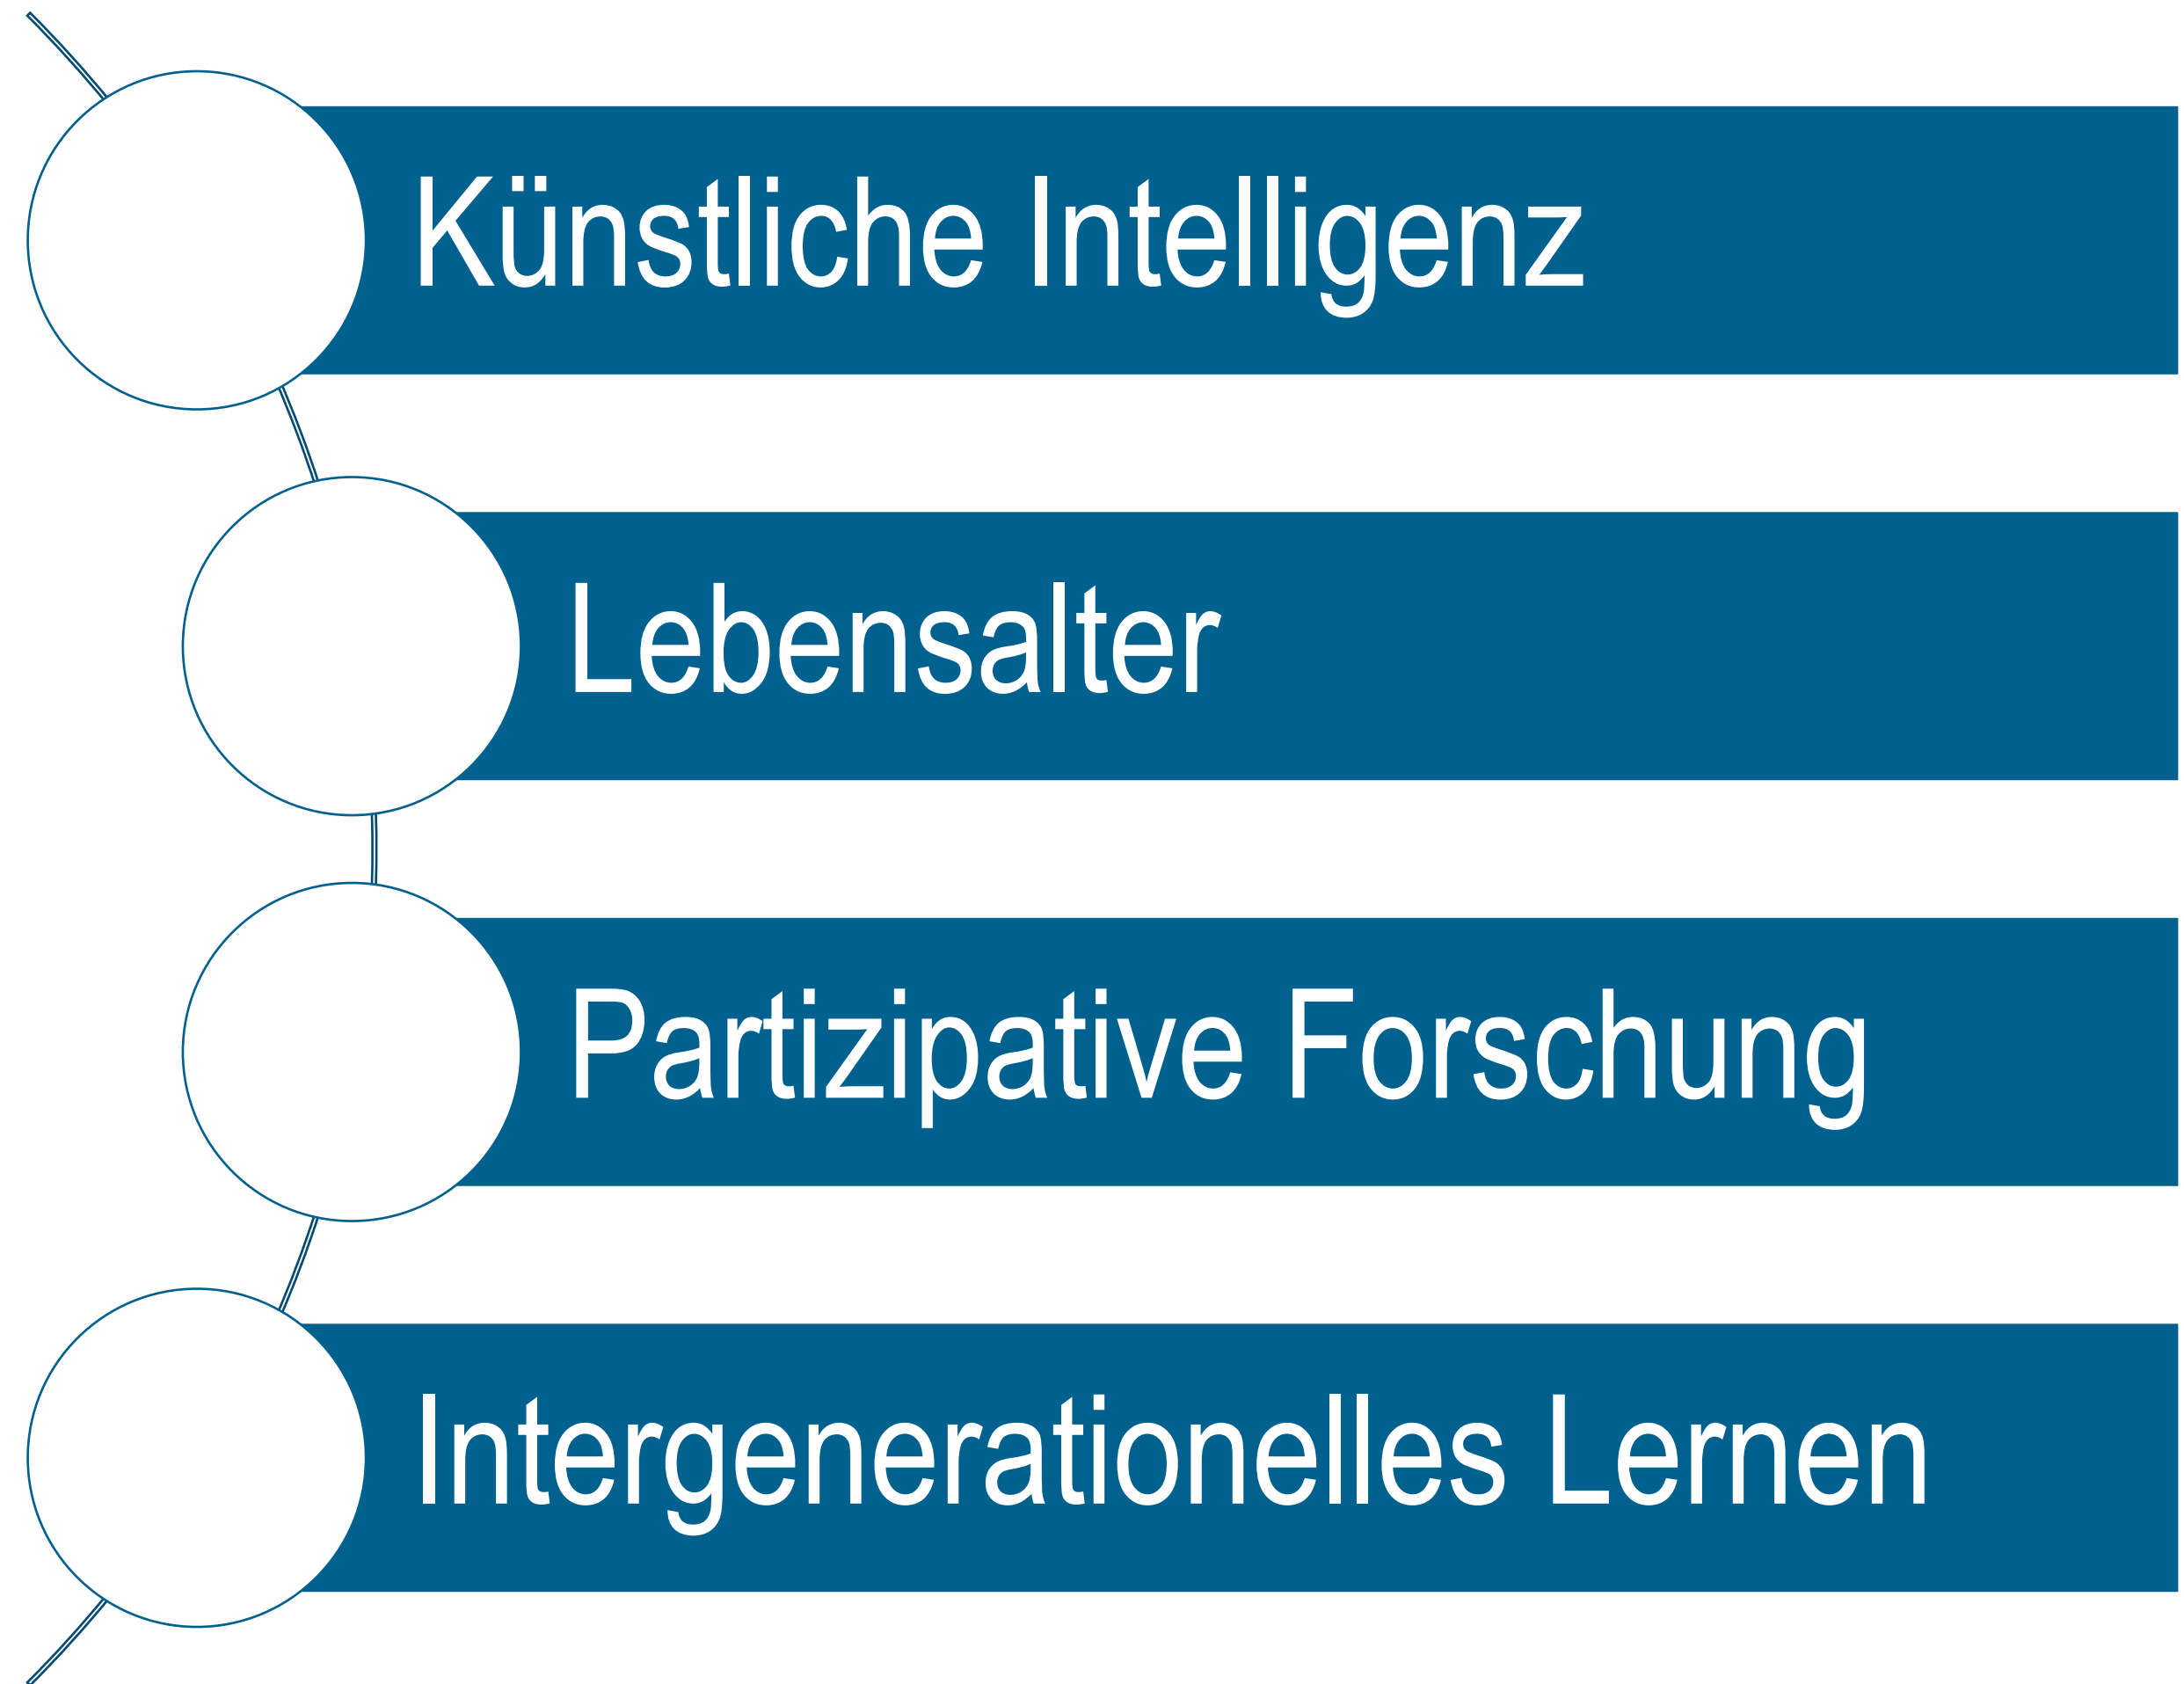 Künstliche Intelligenz
Lebensalter
Partizipative Forschung
Intergenerationelles Lernen